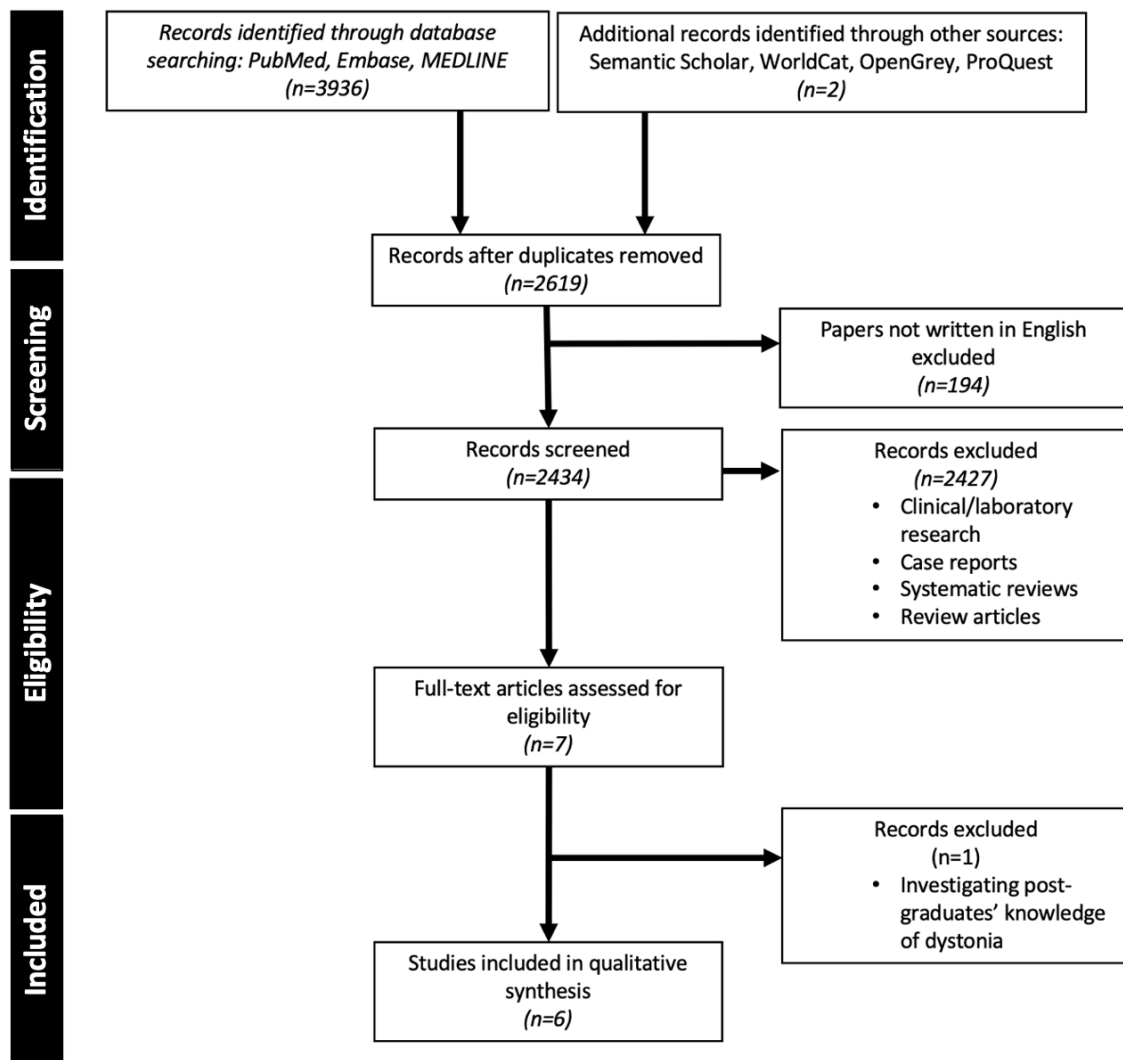 Identification
Records identified through database
searching: PubMed, Embase, MEDLINE
(n=3936)
Additional records identified through other sources:
Semantic Scholar, WorldCat, OpenGrey, ProQuest
(n=2)
Records after duplicates removed
(n=2619)
Screening
Papers not written in English
excluded
(n=194)
Records screened
(n=2434)
Records excluded
(n=2427)
• Clinical/laboratory
research
• Case reports
• Systematic reviews
• Review articles
Eligibility
Full-text articles assessed for
eligibility
(n=7)
Included
Records excluded
(n=1)
• Investigating post-
graduates’ knowledge
of dystonia
Studies included in qualitative
synthesis
(n=6)